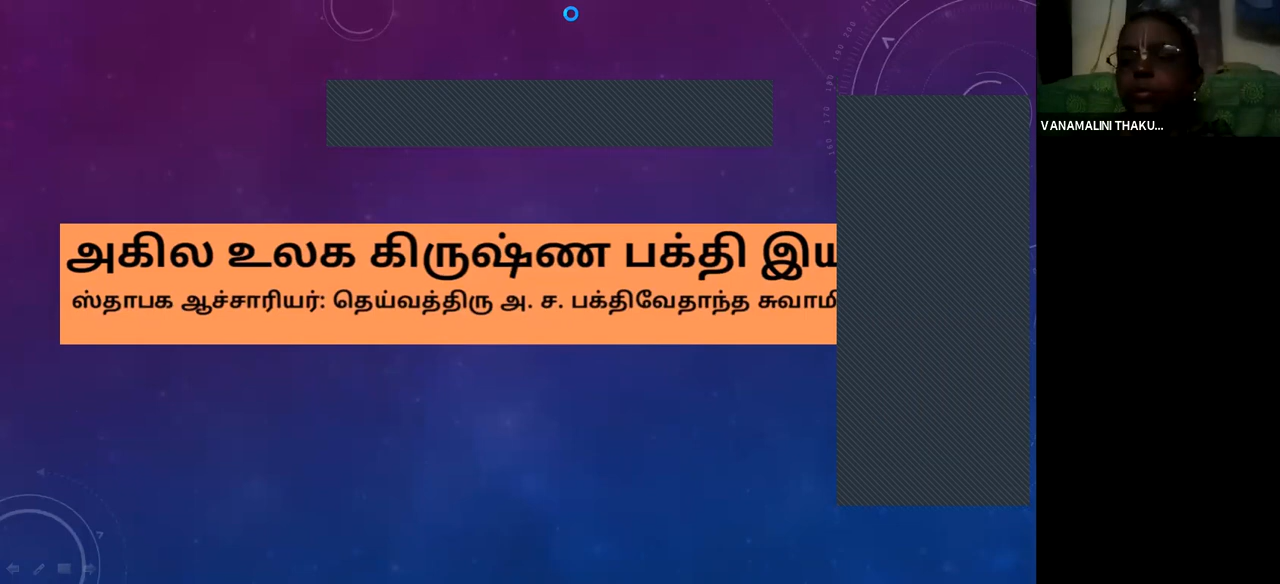 அகில உலக கிருஷ்ண பக்தி
ஸ்தாபக ஆச்சாரியர்: தெய்வத்திரு அ. ச. பக்திவேதாந்த
VANAMALINI THAKU...